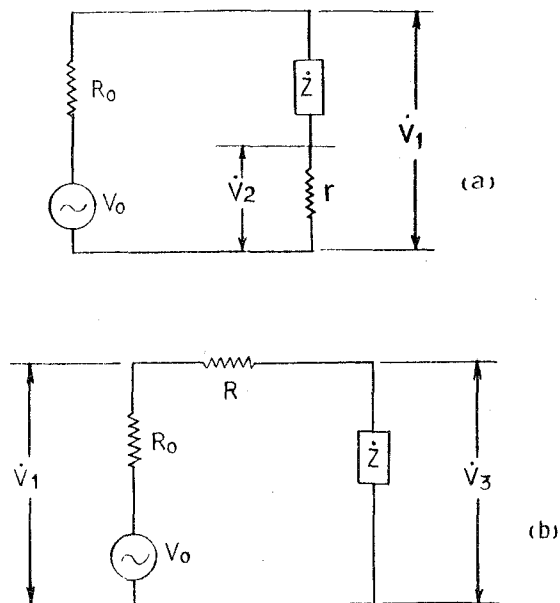 R₀
Ż
V̇₁
V̇₂
r
V₀
(a)
R
R₀
V̇₁
Ż
V̇₃
V₀
(b)